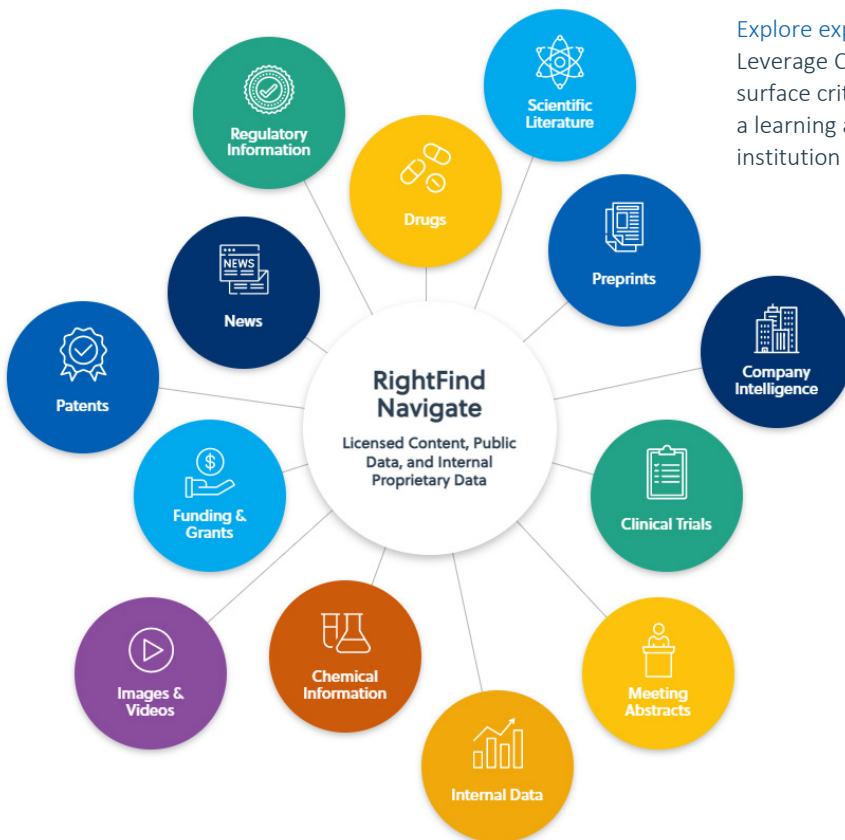 Explore
Leverage
surface
a learning
institution
Scientific
Literature
Regulatory
Information
Drugs
NEWS
News
Preprints
Company
Intelligence
Patents
RightFind
Navigate
Licensed Content, Public
Data, and Internal
Proprietary Data
$
Funding &
Grants
Clinical Trials
Images &
Videos
Chemical
Information
Meeting
Abstracts
Internal Data